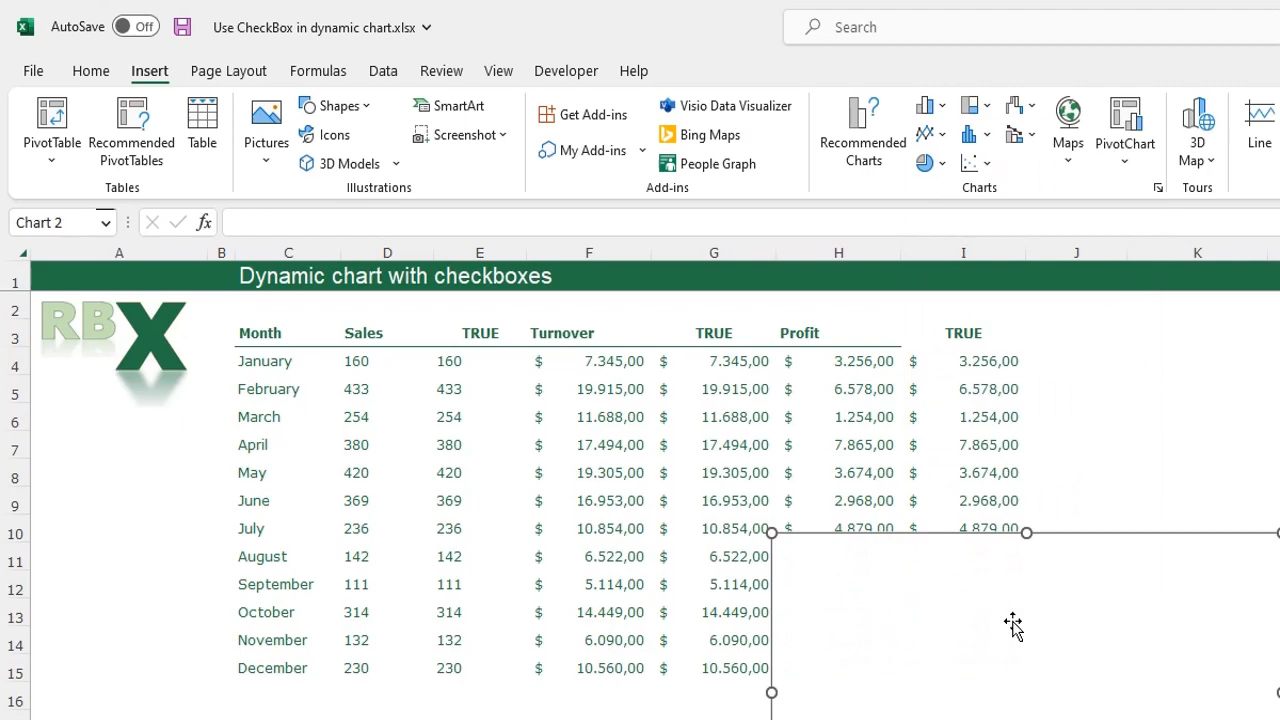 AutoSave Off Use CheckBox in dynamic chart.xlsx Search
File Home Insert Page Layout Formulas Data Review View Developer Help
PivotTable Recommended PivotTables Table Pictures Shapes Icons 3D Models SmartArt Screenshot Get Add-ins My Add-ins Visio Data Visualizer Bing Maps People Graph Recommended Charts Maps PivotChart 3D Map Line
Tables Illustrations Add-ins Charts Tours
Chart 2 fx
A B C D E F G H I J K
1 Dynamic chart with checkboxes
2 RBX
3 Month Sales TRUE Turnover TRUE Profit TRUE
4 January 160 160 $ 7.345,00 $ 7.345,00 $ 3.256,00 $ 3.256,00
5 February 433 433 $ 19.915,00 $ 19.915,00 $ 6.578,00 $ 6.578,00
6 March 254 254 $ 11.688,00 $ 11.688,00 $ 1.254,00 $ 1.254,00
7 April 380 380 $ 17.494,00 $ 17.494,00 $ 7.865,00 $ 7.865,00
8 May 420 420 $ 19.305,00 $ 19.305,00 $ 3.674,00 $ 3.674,00
9 June 369 369 $ 16.953,00 $ 16.953,00 $ 2.968,00 $ 2.968,00
10 July 236 236 $ 10.854,00 $ 10.854,00 $ 4.879,00 $ 4.879,00
11 August 142 142 $ 6.522,00 $ 6.522,00
12 September 111 111 $ 5.114,00 $ 5.114,00
13 October 314 314 $ 14.449,00 $ 14.449,00
14 November 132 132 $ 6.090,00 $ 6.090,00
15 December 230 230 $ 10.560,00 $ 10.560,00
16